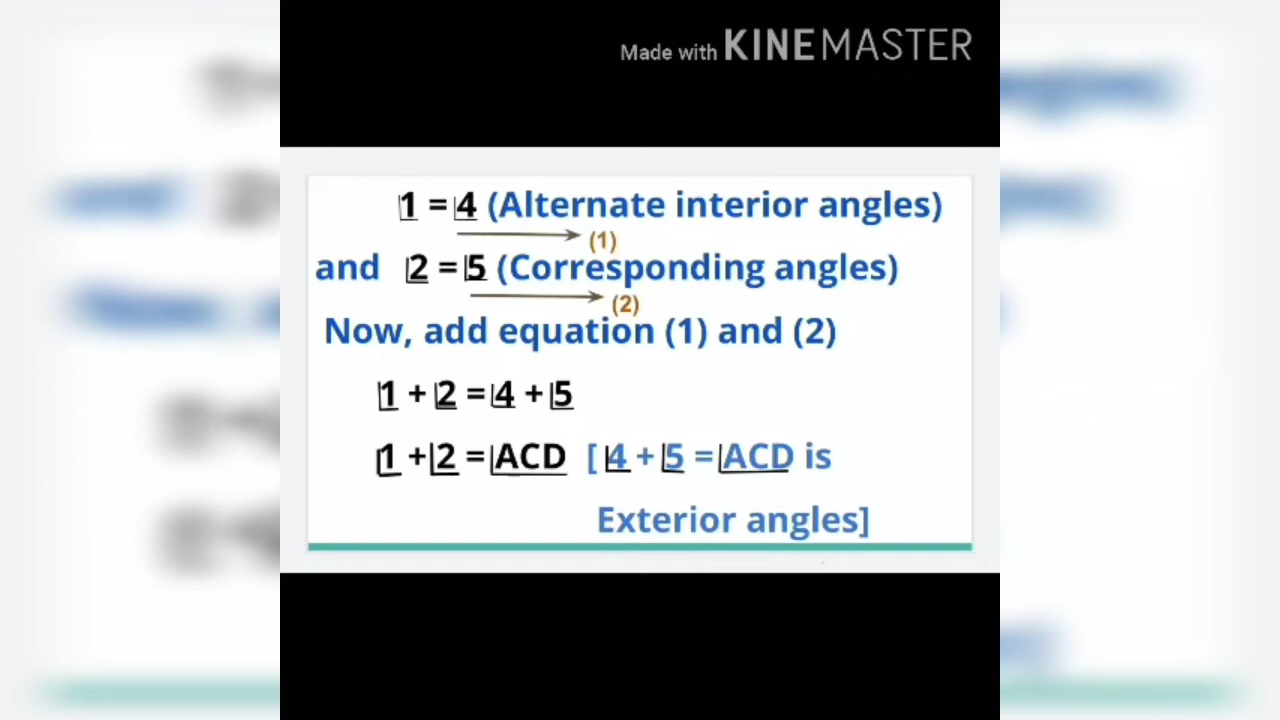 Made with KINEMASTER
∠1 = ∠4 (Alternate interior angles)
(1)
and ∠2 = ∠5 (Corresponding angles)
(2)
Now, add equation (1) and (2)
∠1 + ∠2 = ∠4 + ∠5
∠1 + ∠2 = ∠ACD [ ∠4 + ∠5 = ∠ACD is
Exterior angles]